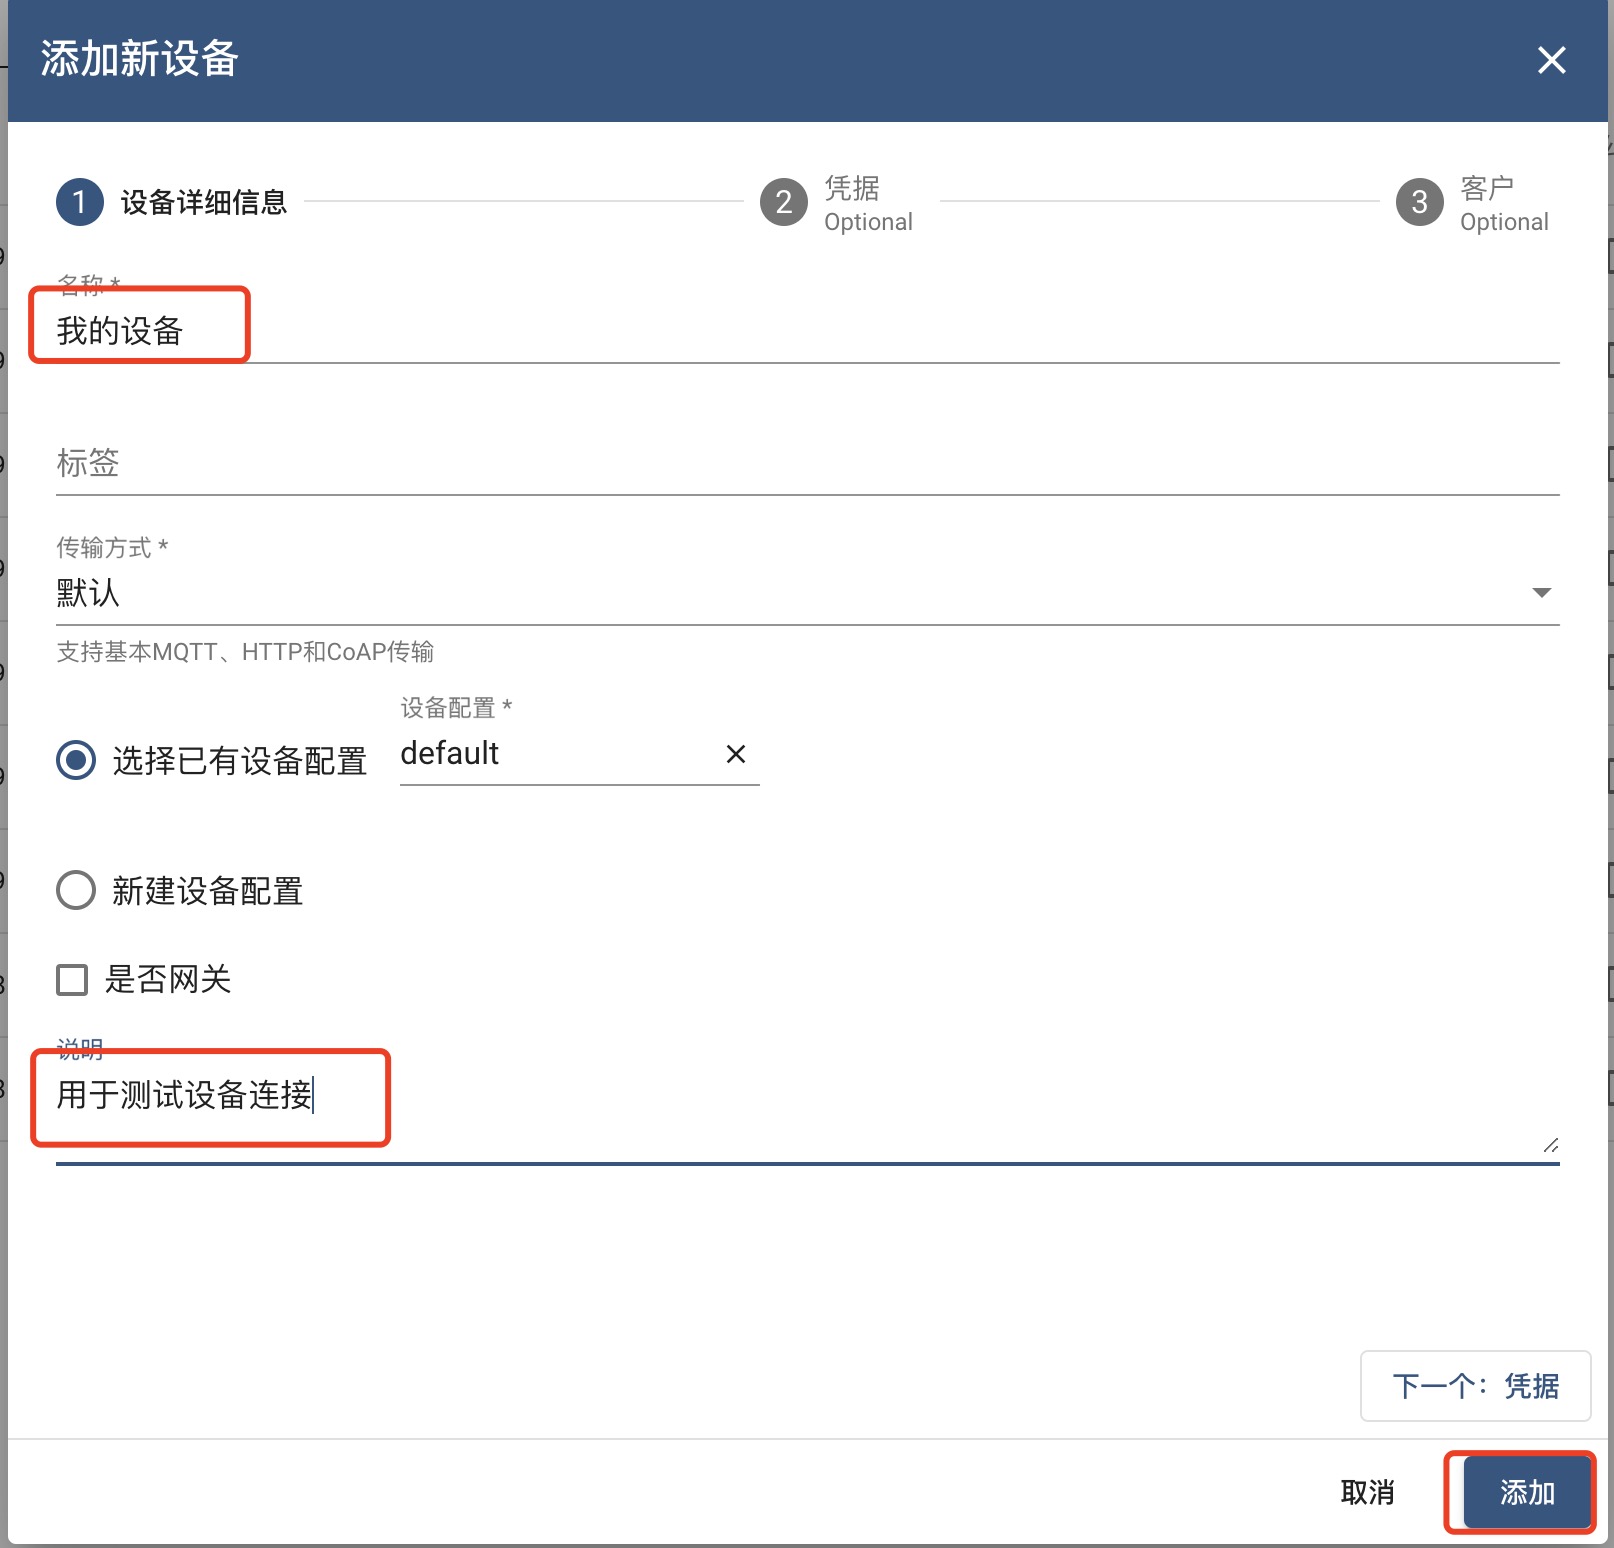 添加新设备
1 设备详细信息
2 凭据
Optional
3 客户
Optional
名称 *
我的设备
标签
传输方式 *
默认
支持基本MQTT、HTTP和CoAP传输
设备配置 *
选择已有设备配置 default
新建设备配置
是否网关
说明
用于测试设备连接
下一个：凭据
取消 添加